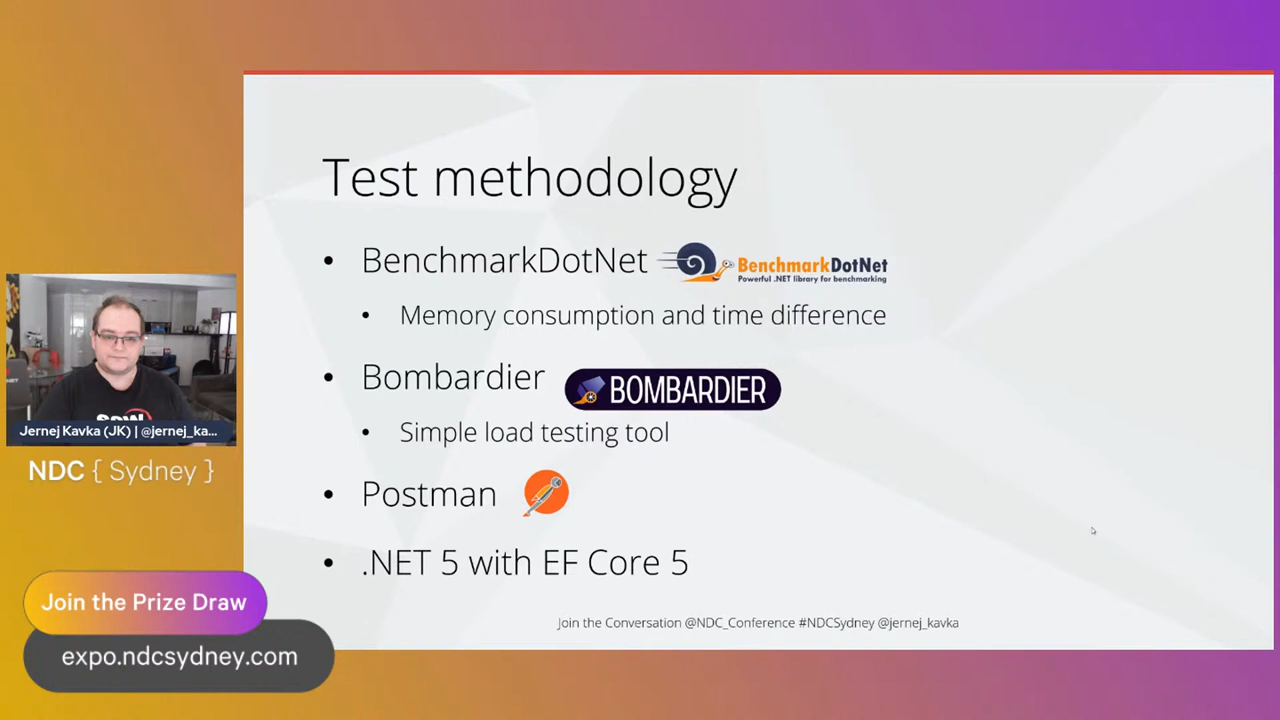 Test methodology
• BenchmarkDotNet
BenchmarkDotNet
Powerful .NET library for benchmarking
• Memory consumption and time difference
• Bombardier
BOMBARDIER
• Simple load testing tool
• Postman
• .NET 5 with EF Core 5
Join the Conversation @NDC_Conference #NDCSydney @jernej_kavka
Jernej Kavka (JK) | @jernej_ka...
NDC { Sydney }
Join the Prize Draw
expo.ndcsydney.com